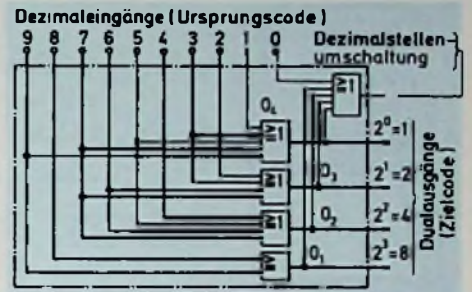 Dezimaleingänge (Ursprungscode)
9 8 7 6 5 4 3 2 1 0
Dezimalstellen-
umschaltung
≥1
O4
≥1
2⁰=1
≥1
O3
2¹=2
≥1
O2
2²=4
≥
O1
2³=8
Dualausgänge
(Zielcode)